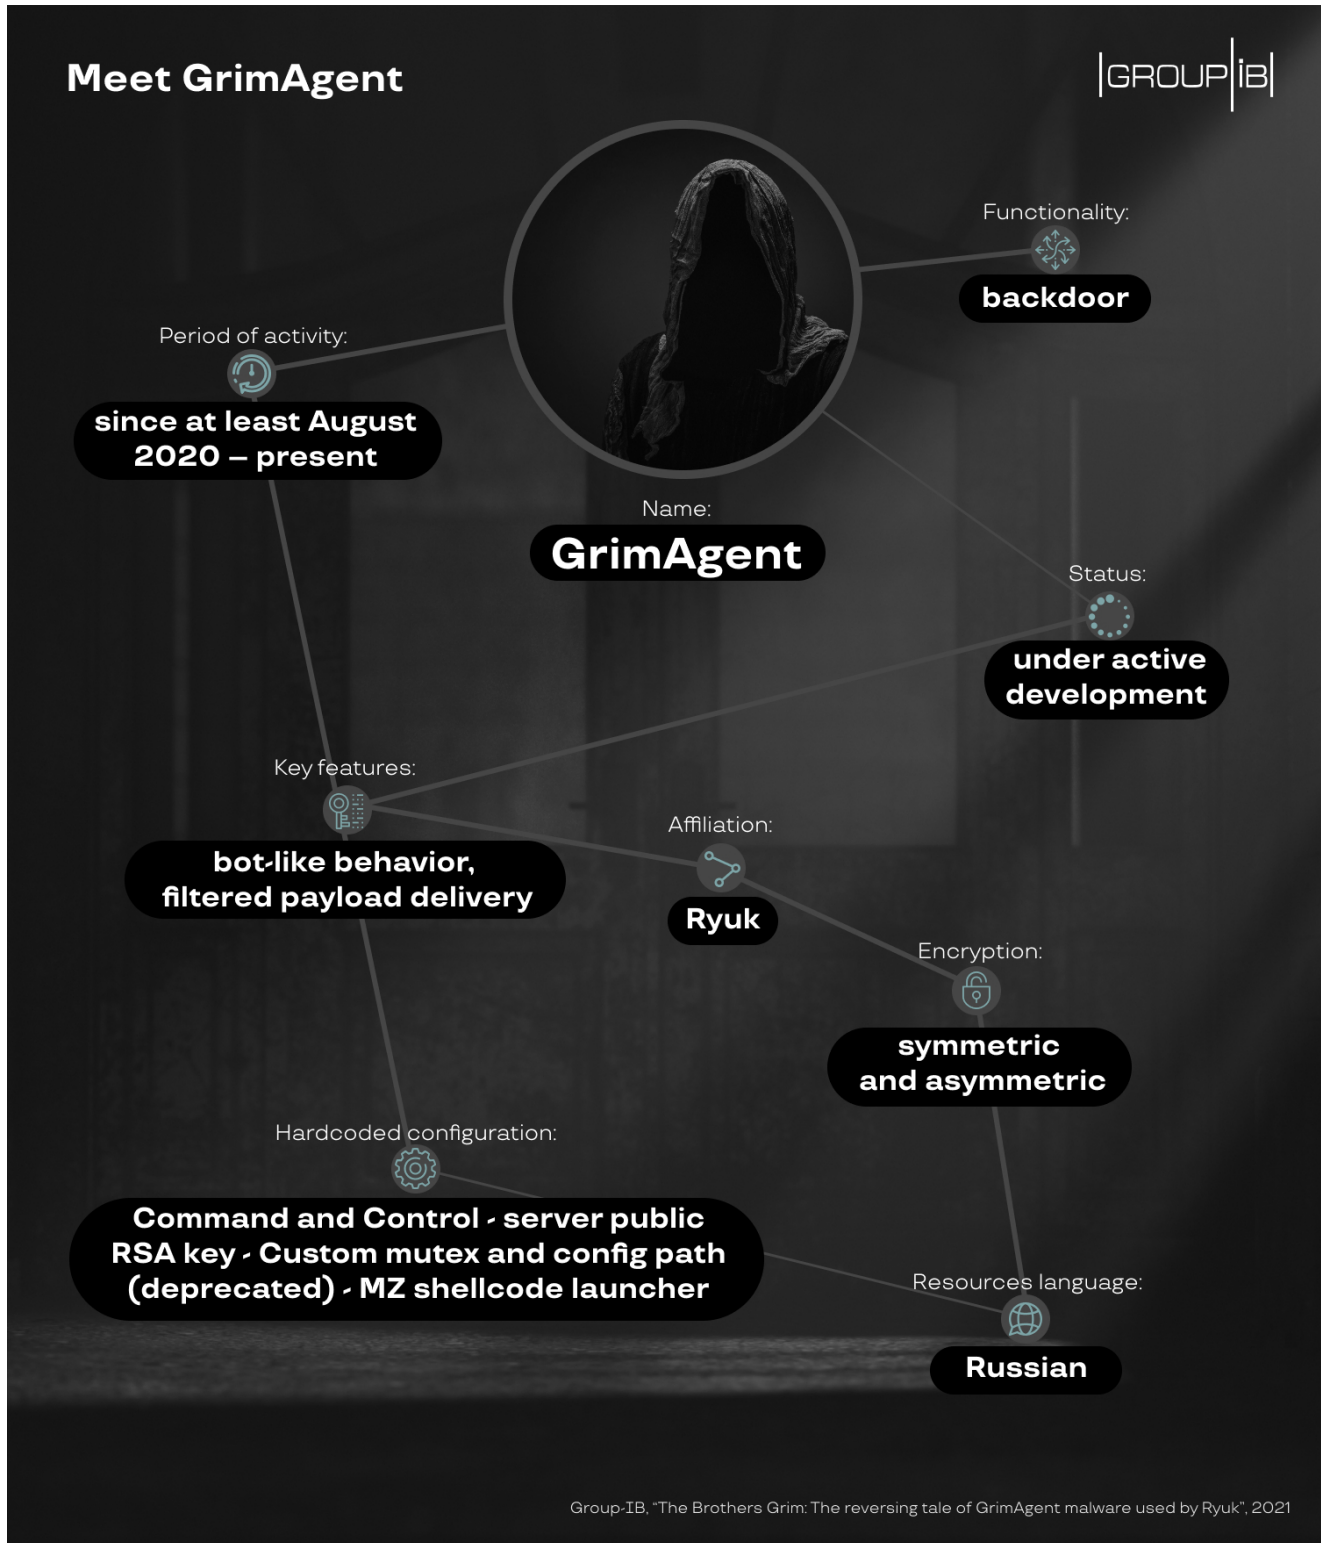 Meet GrimAgent
|GROUP|iB|
Functionality:
backdoor
Period of activity:
since at least August
2020 – present
Name:
GrimAgent
Status:
under active
development
Key features:
bot-like behavior,
filtered payload delivery
Affiliation:
Ryuk
Encryption:
symmetric
and asymmetric
Hardcoded configuration:
Command and Control - server public
RSA key - Custom mutex and config path
(deprecated) - MZ shellcode launcher
Resources language:
Russian
Group-IB, “The Brothers Grim: The reversing tale of GrimAgent malware used by Ryuk”, 2021